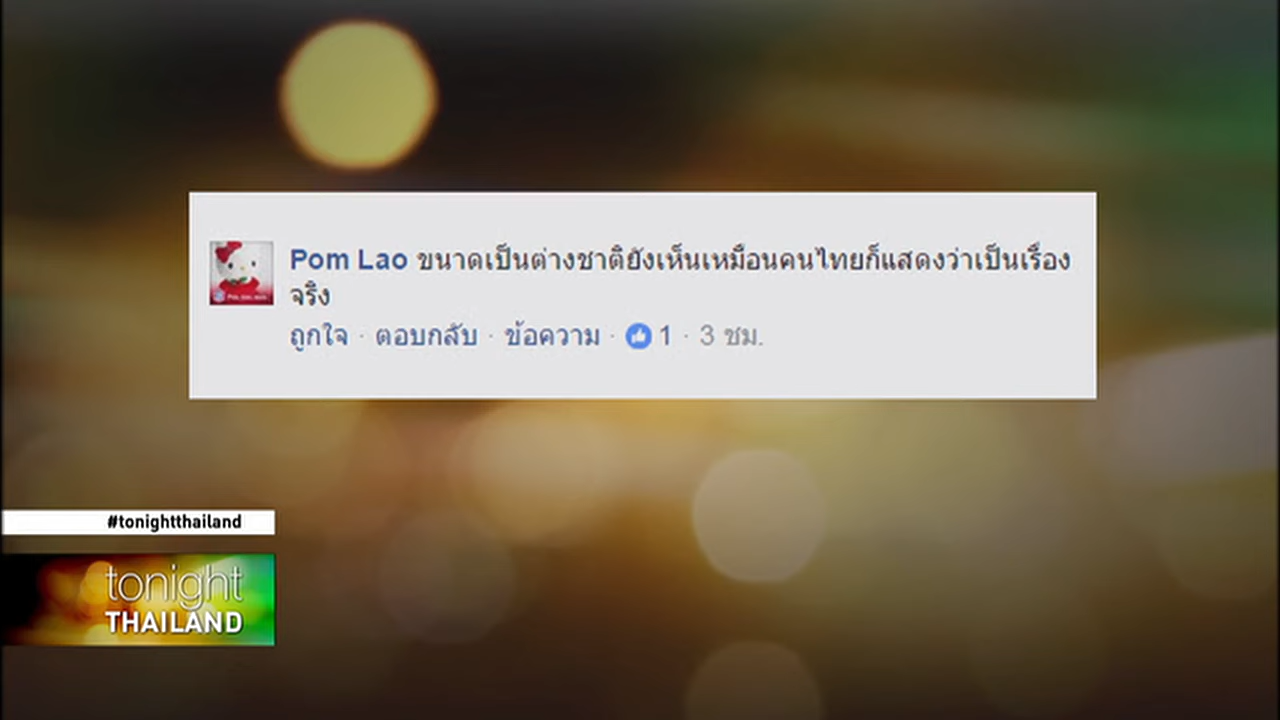 Pom Lao ขนาดเป็นต่างชาติยังเห็นเหมือนคนไทยก็แสดงว่าเป็นเรื่อง
จริง
ถูกใจ · ตอบกลับ · ข้อความ · 1 · 3 ชม.
#tonightthailand
tonight
THAILAND